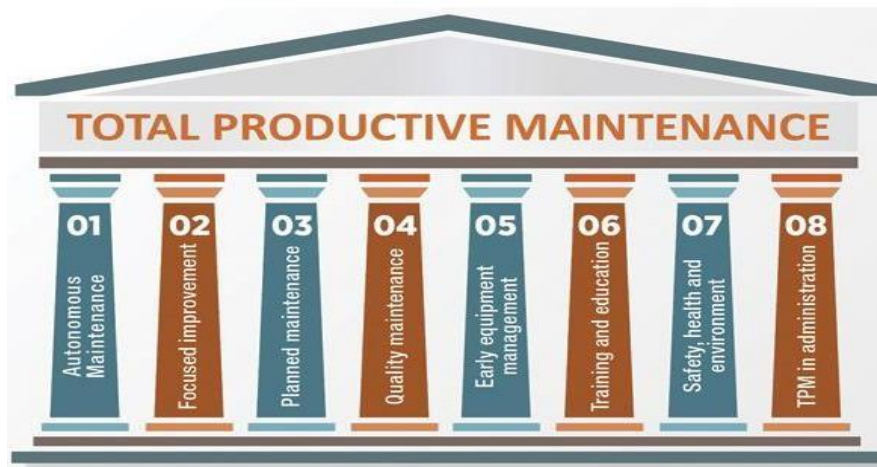 TOTAL PRODUCTIVE MAINTENANCE
01
Autonomous
Maintenance
02
Focused improvement
03
Planned maintenance
04
Quality maintenance
05
Early equipment
management
06
Training and education
07
Safety, health and
environment
08
TPM in administration